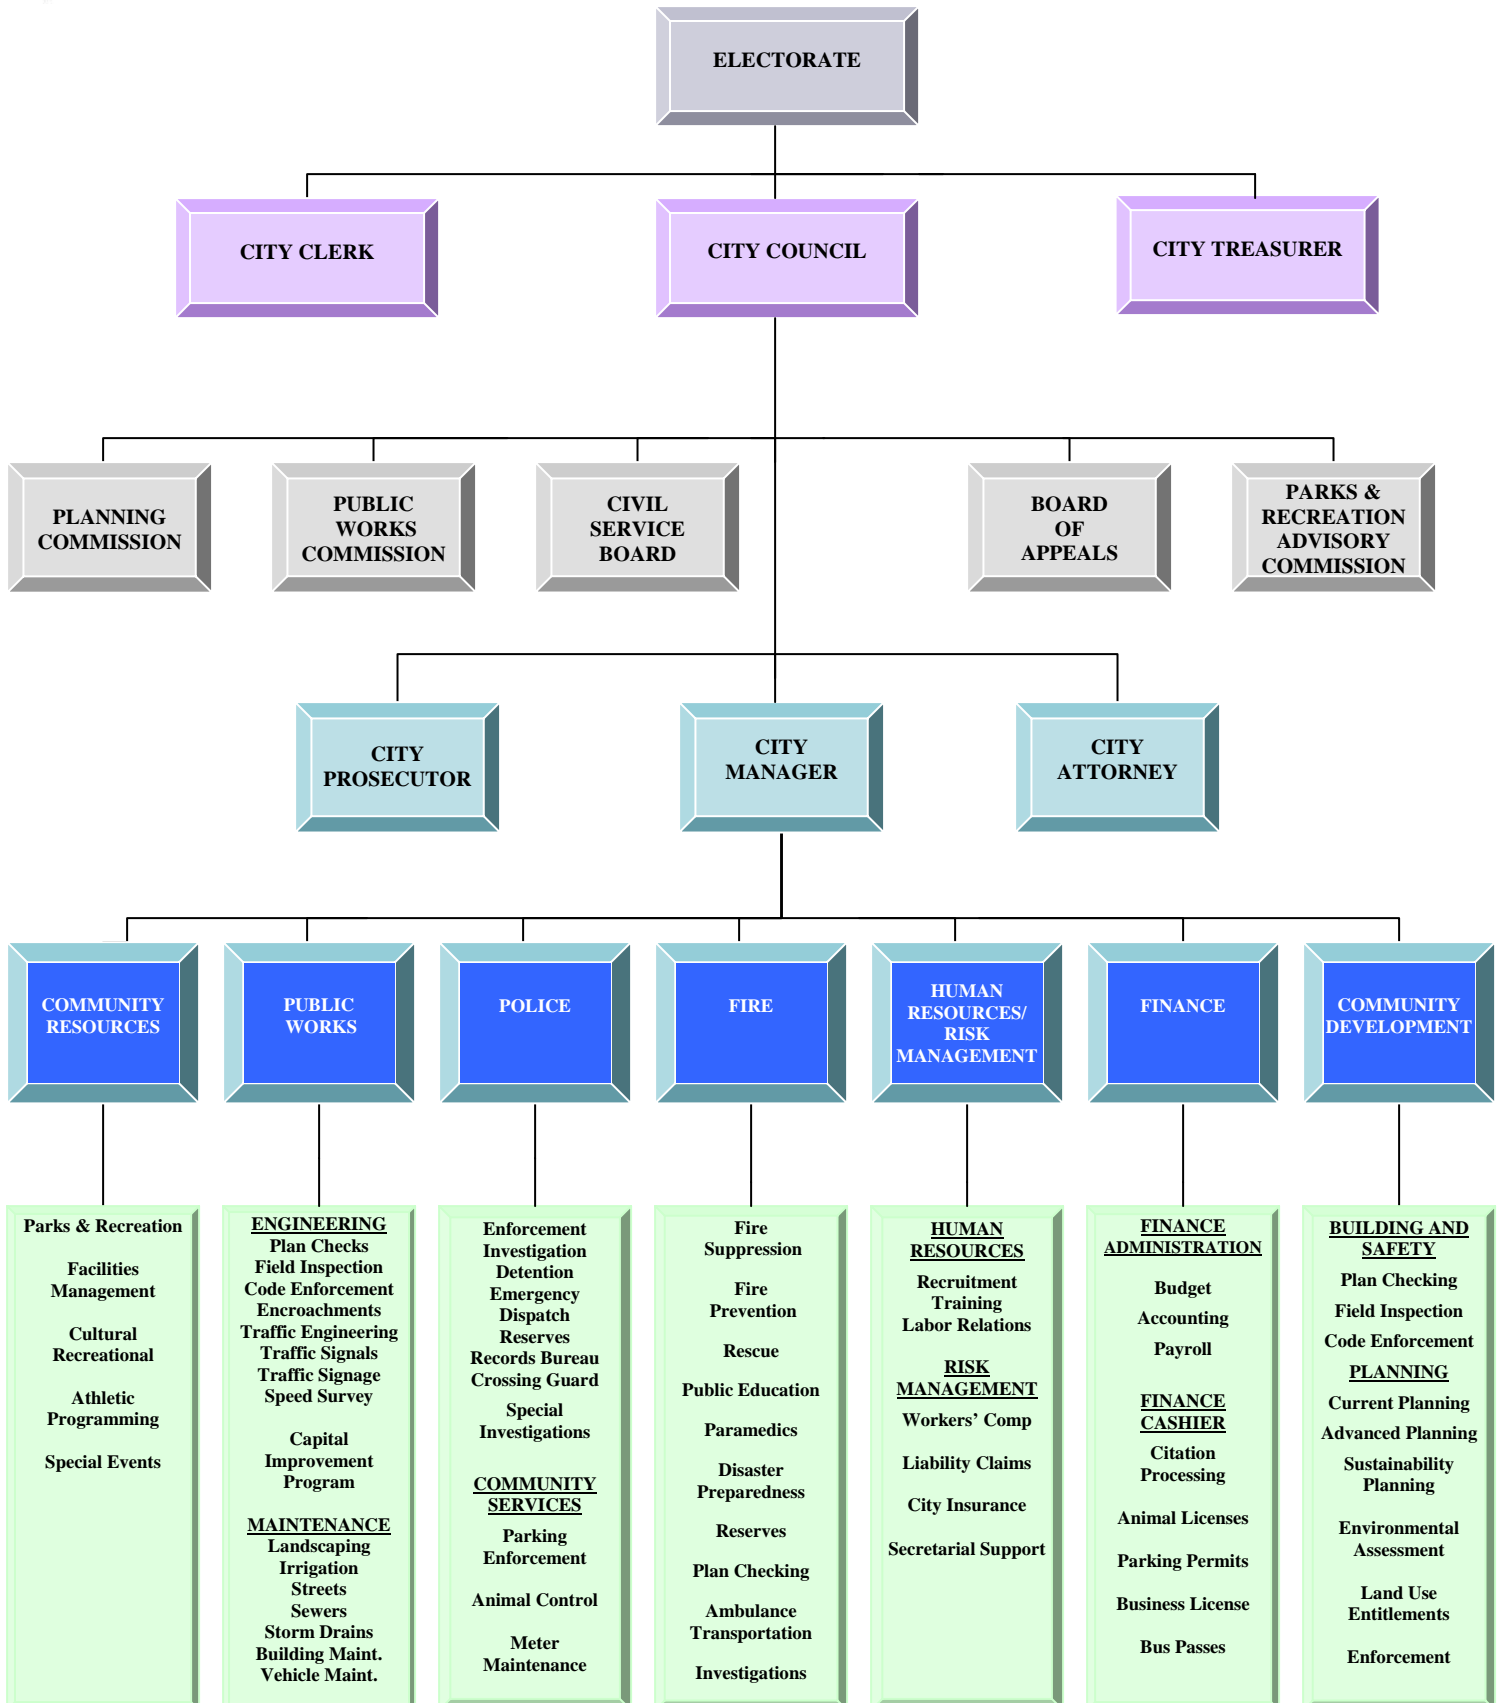 ELECTORATE
CITY CLERK
CITY COUNCIL
CITY TREASURER
PLANNING
COMMISSION
PUBLIC
WORKS
COMMISSION
CIVIL
SERVICE
BOARD
BOARD
OF
APPEALS
PARKS &
RECREATION
ADVISORY
COMMISSION
CITY
PROSECUTOR
CITY
MANAGER
CITY
ATTORNEY
COMMUNITY
RESOURCES
PUBLIC
WORKS
POLICE
FIRE
HUMAN
RESOURCES/
RISK
MANAGEMENT
FINANCE
COMMUNITY
DEVELOPMENT
Parks & Recreation
Facilities
Management
Cultural
Recreational
Athletic
Programming
Special Events
ENGINEERING
Plan Checks
Field Inspection
Code Enforcement
Encroachments
Traffic Engineering
Traffic Signals
Traffic Signage
Speed Survey
Capital
Improvement
Program
MAINTENANCE
Landscaping
Irrigation
Streets
Sewers
Storm Drains
Building Maint.
Vehicle Maint.
Enforcement
Investigation
Detention
Emergency
Dispatch
Reserves
Records Bureau
Crossing Guard
Special
Investigations
COMMUNITY
SERVICES
Parking
Enforcement
Animal Control
Meter
Maintenance
Fire
Suppression
Fire
Prevention
Rescue
Public Education
Paramedics
Disaster
Preparedness
Reserves
Plan Checking
Ambulance
Transportation
Investigations
HUMAN
RESOURCES
Recruitment
Training
Labor Relations
RISK
MANAGEMENT
Workers’ Comp
Liability Claims
City Insurance
Secretarial Support
FINANCE
ADMINISTRATION
Budget
Accounting
Payroll
FINANCE
CASHIER
Citation
Processing
Animal Licenses
Parking Permits
Business License
Bus Passes
BUILDING AND
SAFETY
Plan Checking
Field Inspection
Code Enforcement
PLANNING
Current Planning
Advanced Planning
Sustainability
Planning
Environmental
Assessment
Land Use
Entitlements
Enforcement